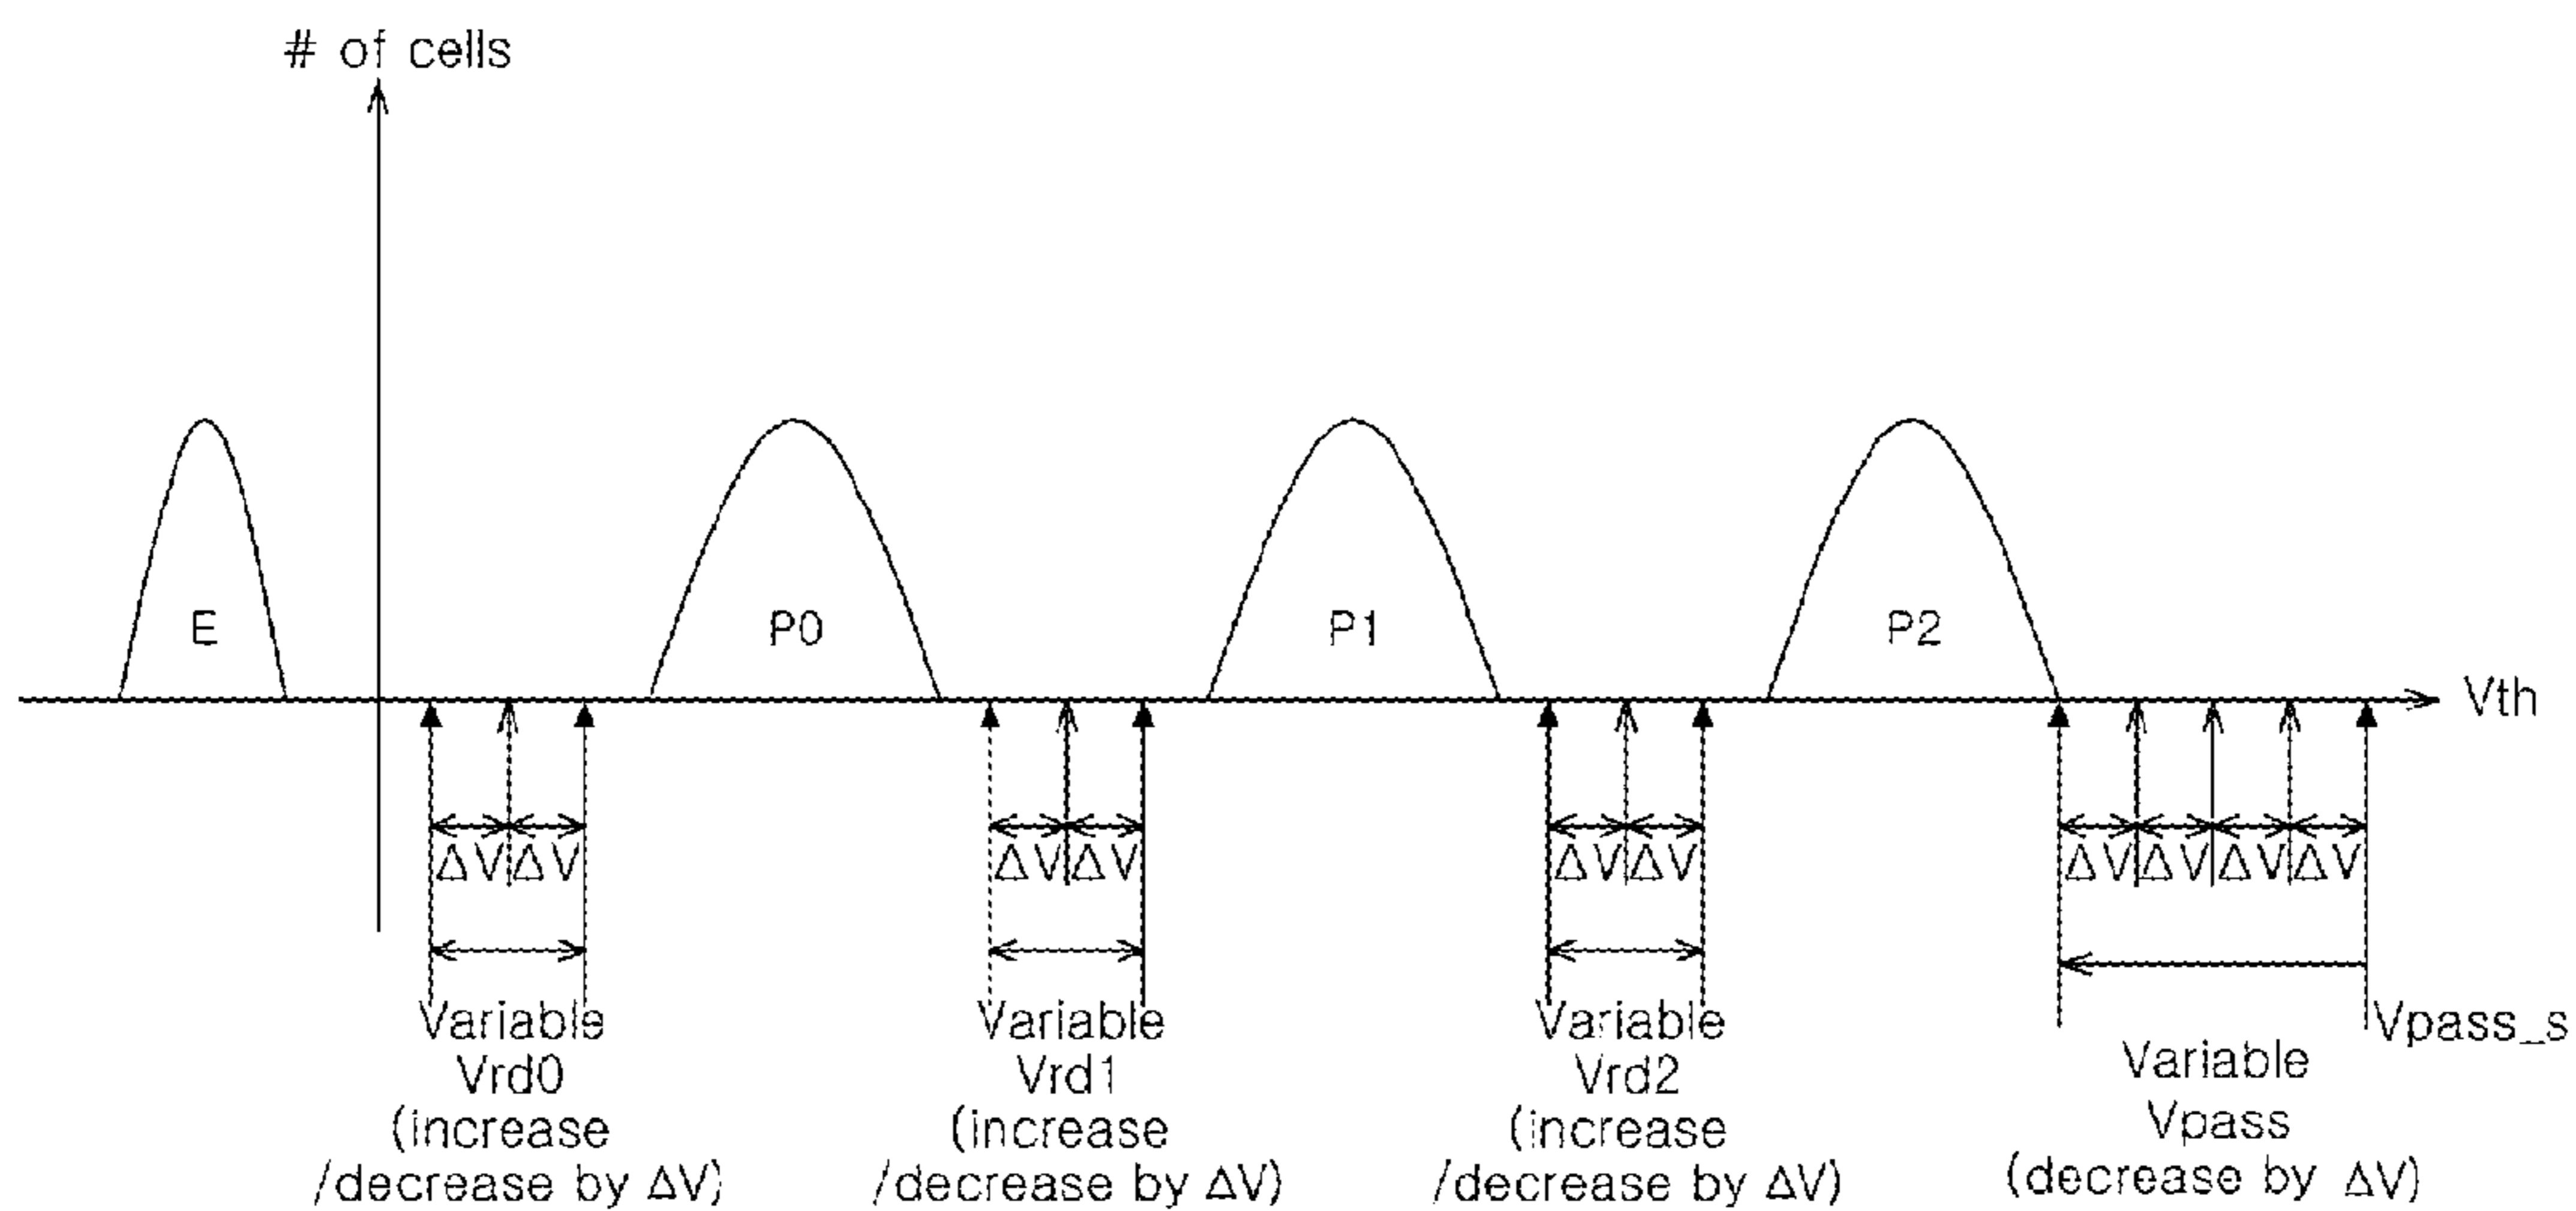 # of cells
E
P0
P1
P2
Vth
ΔV ΔV
ΔV ΔV
ΔV ΔV
ΔV ΔV ΔV ΔV
Variable
Vrd0
(increase
/decrease by ΔV)
Variable
Vrd1
(increase
/decrease by ΔV)
Variable
Vrd2
(increase
/decrease by ΔV)
Vpass_s
Variable
Vpass
(decrease by ΔV)